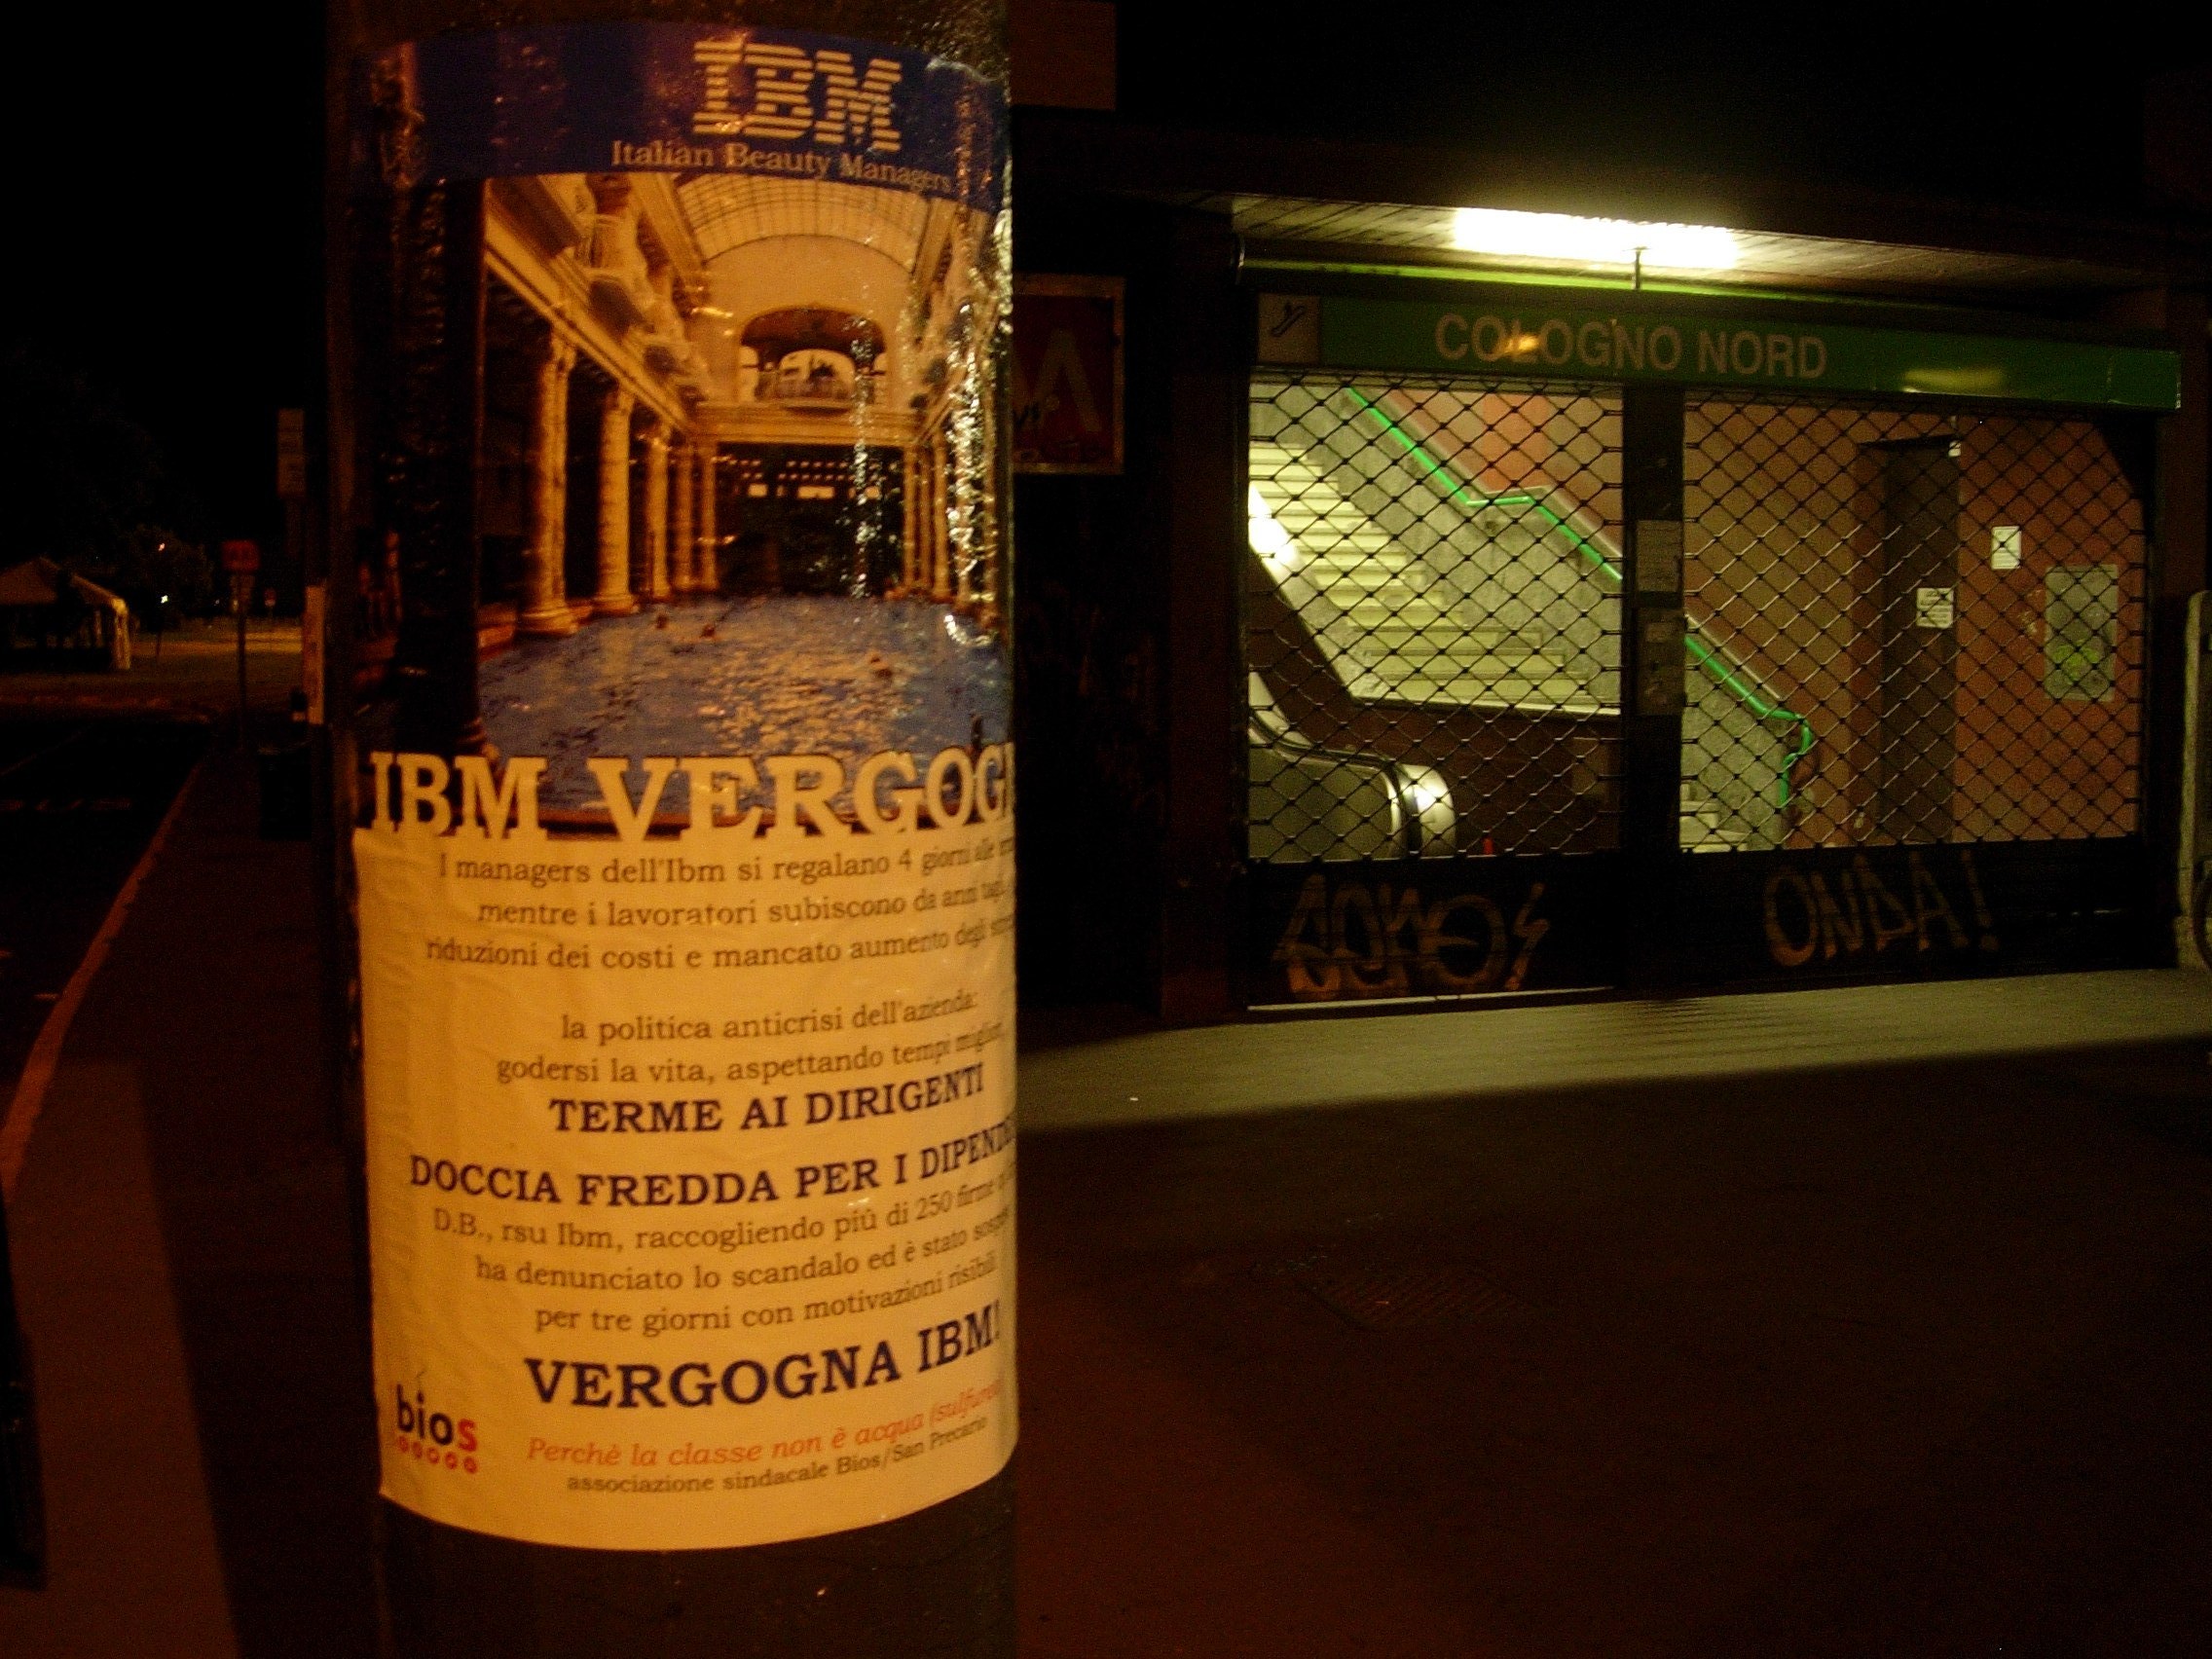 IBM
Italian Beauty Managers
IBM VERGOG
I managers dell'Ibm si regalano 4 giorni alle
mentre i lavoratori subiscono da anni tagli
riduzioni dei costi e mancato aumento degli
la politica anticrisi dell'azienda:
godersi la vita, aspettando tempi migliori
TERME AI DIRIGENTI
DOCCIA FREDDA PER I DIPENDE
D.B., rsu Ibm, raccogliendo più di 250 firme
ha denunciato lo scandalo ed è stato
per tre giorni con motivazioni risibili
VERGOGNA IBM!
bios
Perchè la classe non è acqua (sulfurea
associazione sindacale Bios/San Precario
COLOGNO NORD
ONDA!